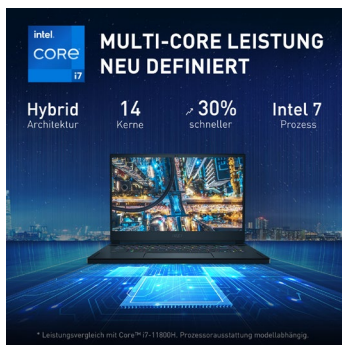 intel.
CORE
i7
MULTI-CORE LEISTUNG
NEU DEFINIERT
Hybrid
Architektur
14
Kerne
↗ 30%
schneller
Intel 7
Prozess
* Leistungsvergleich mit Core™ i7-11800H. Prozessorausstattung modellabhängig.